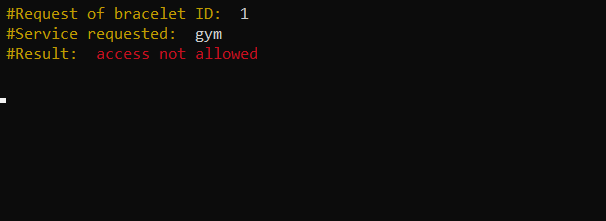 #Request of bracelet ID:  1
#Service requested:  gym
#Result:  access not allowed